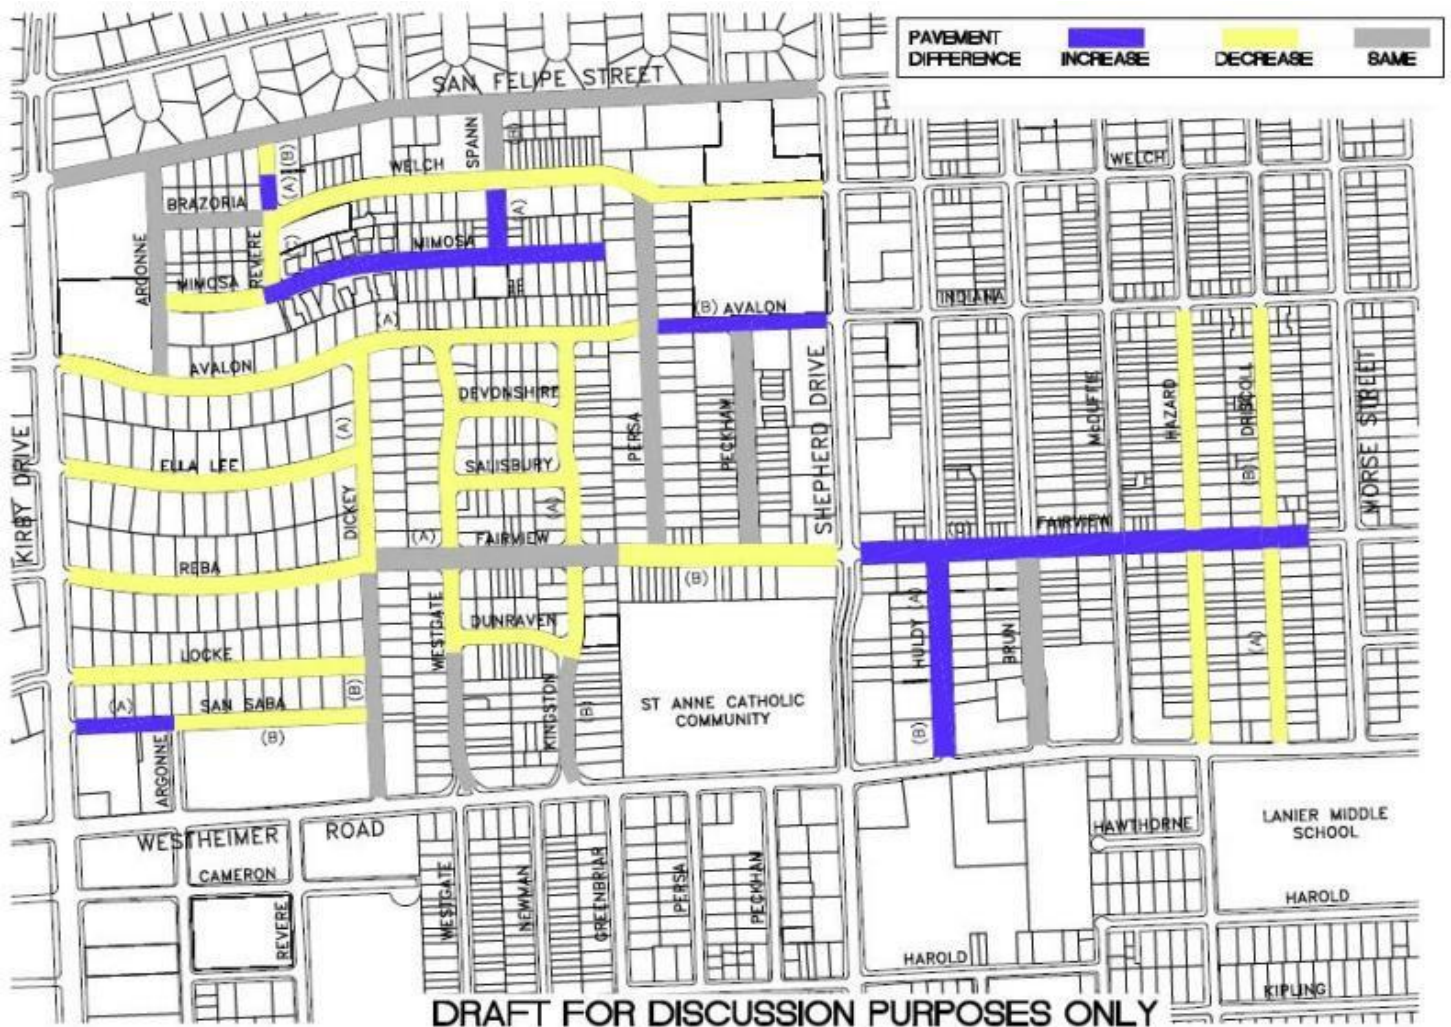 PAVEMENT
DIFFERENCE
INCREASE
DECREASE
SAME
SAN FELIPE STREET
SPANN
(B)
(B)
(A)
WELCH
WELCH
BRAZORIA
(A)
ARGONNE
REVERE
MIMOSA
MIMOSA
INDIANA
(B) AVALON
(A)
AVALON
DEVONSHIRE
SHEPHERD DRIVE
McDUFFIE
HAZARD
DRISCOLL
MORSE STREET
KIRBY DRIVE
(A)
PERSA
PECKHAM
ELLA LEE
SALISBURY
(B)
DICKEY
(A)
(A)
FAIRVIEW
FAIRVIEW
REBA
(B)
WESTGATE
DUNRAVEN
HULDY
(A)
BRUN
(A)
LOCKE
(B)
SAN SABA
(A)
(B)
KINGSTON
(B)
ST ANNE CATHOLIC
COMMUNITY
(B)
ARGONNE
WESTHEIMER ROAD
HAWTHORNE
LANIER MIDDLE
SCHOOL
CAMERON
REVERE
WESTGATE
NEWMAN
GREENBRIAR
PERSA
PECKHAM
HAROLD
HAROLD
KIPLING
DRAFT FOR DISCUSSION PURPOSES ONLY